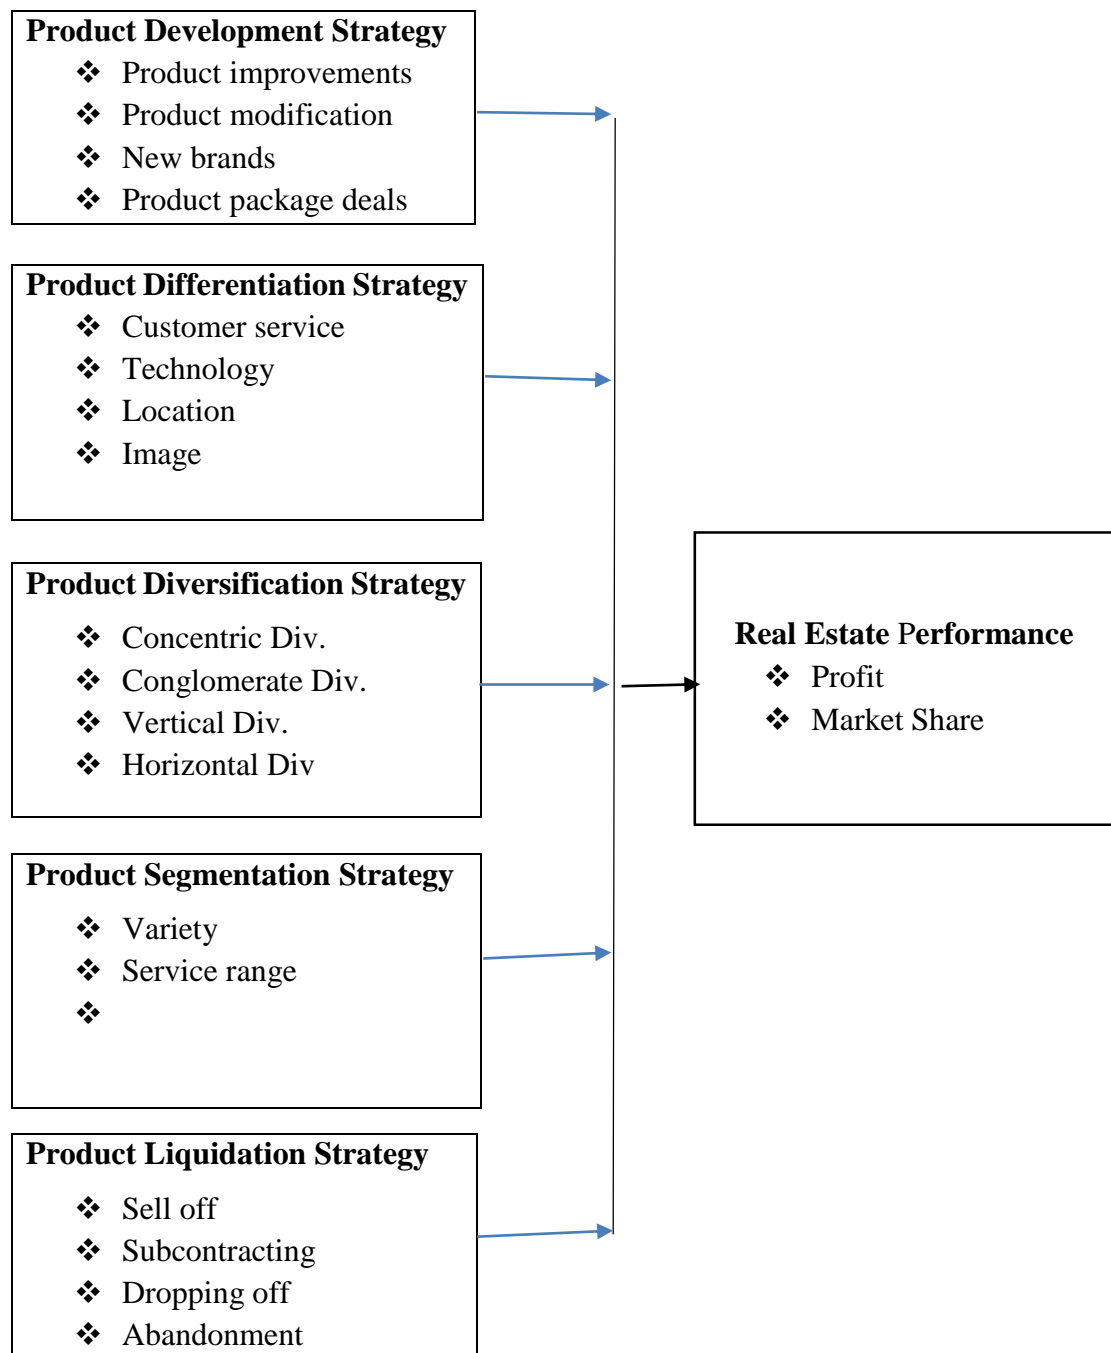 Product Development Strategy
❖ Product improvements
❖ Product modification
❖ New brands
❖ Product package deals
Product Differentiation Strategy
❖ Customer service
❖ Technology
❖ Location
❖ Image
Product Diversification Strategy
❖ Concentric Div.
❖ Conglomerate Div.
❖ Vertical Div.
❖ Horizontal Div
Real Estate Performance
❖ Profit
❖ Market Share
Product Segmentation Strategy
❖ Variety
❖ Service range
❖
Product Liquidation Strategy
❖ Sell off
❖ Subcontracting
❖ Dropping off
❖ Abandonment